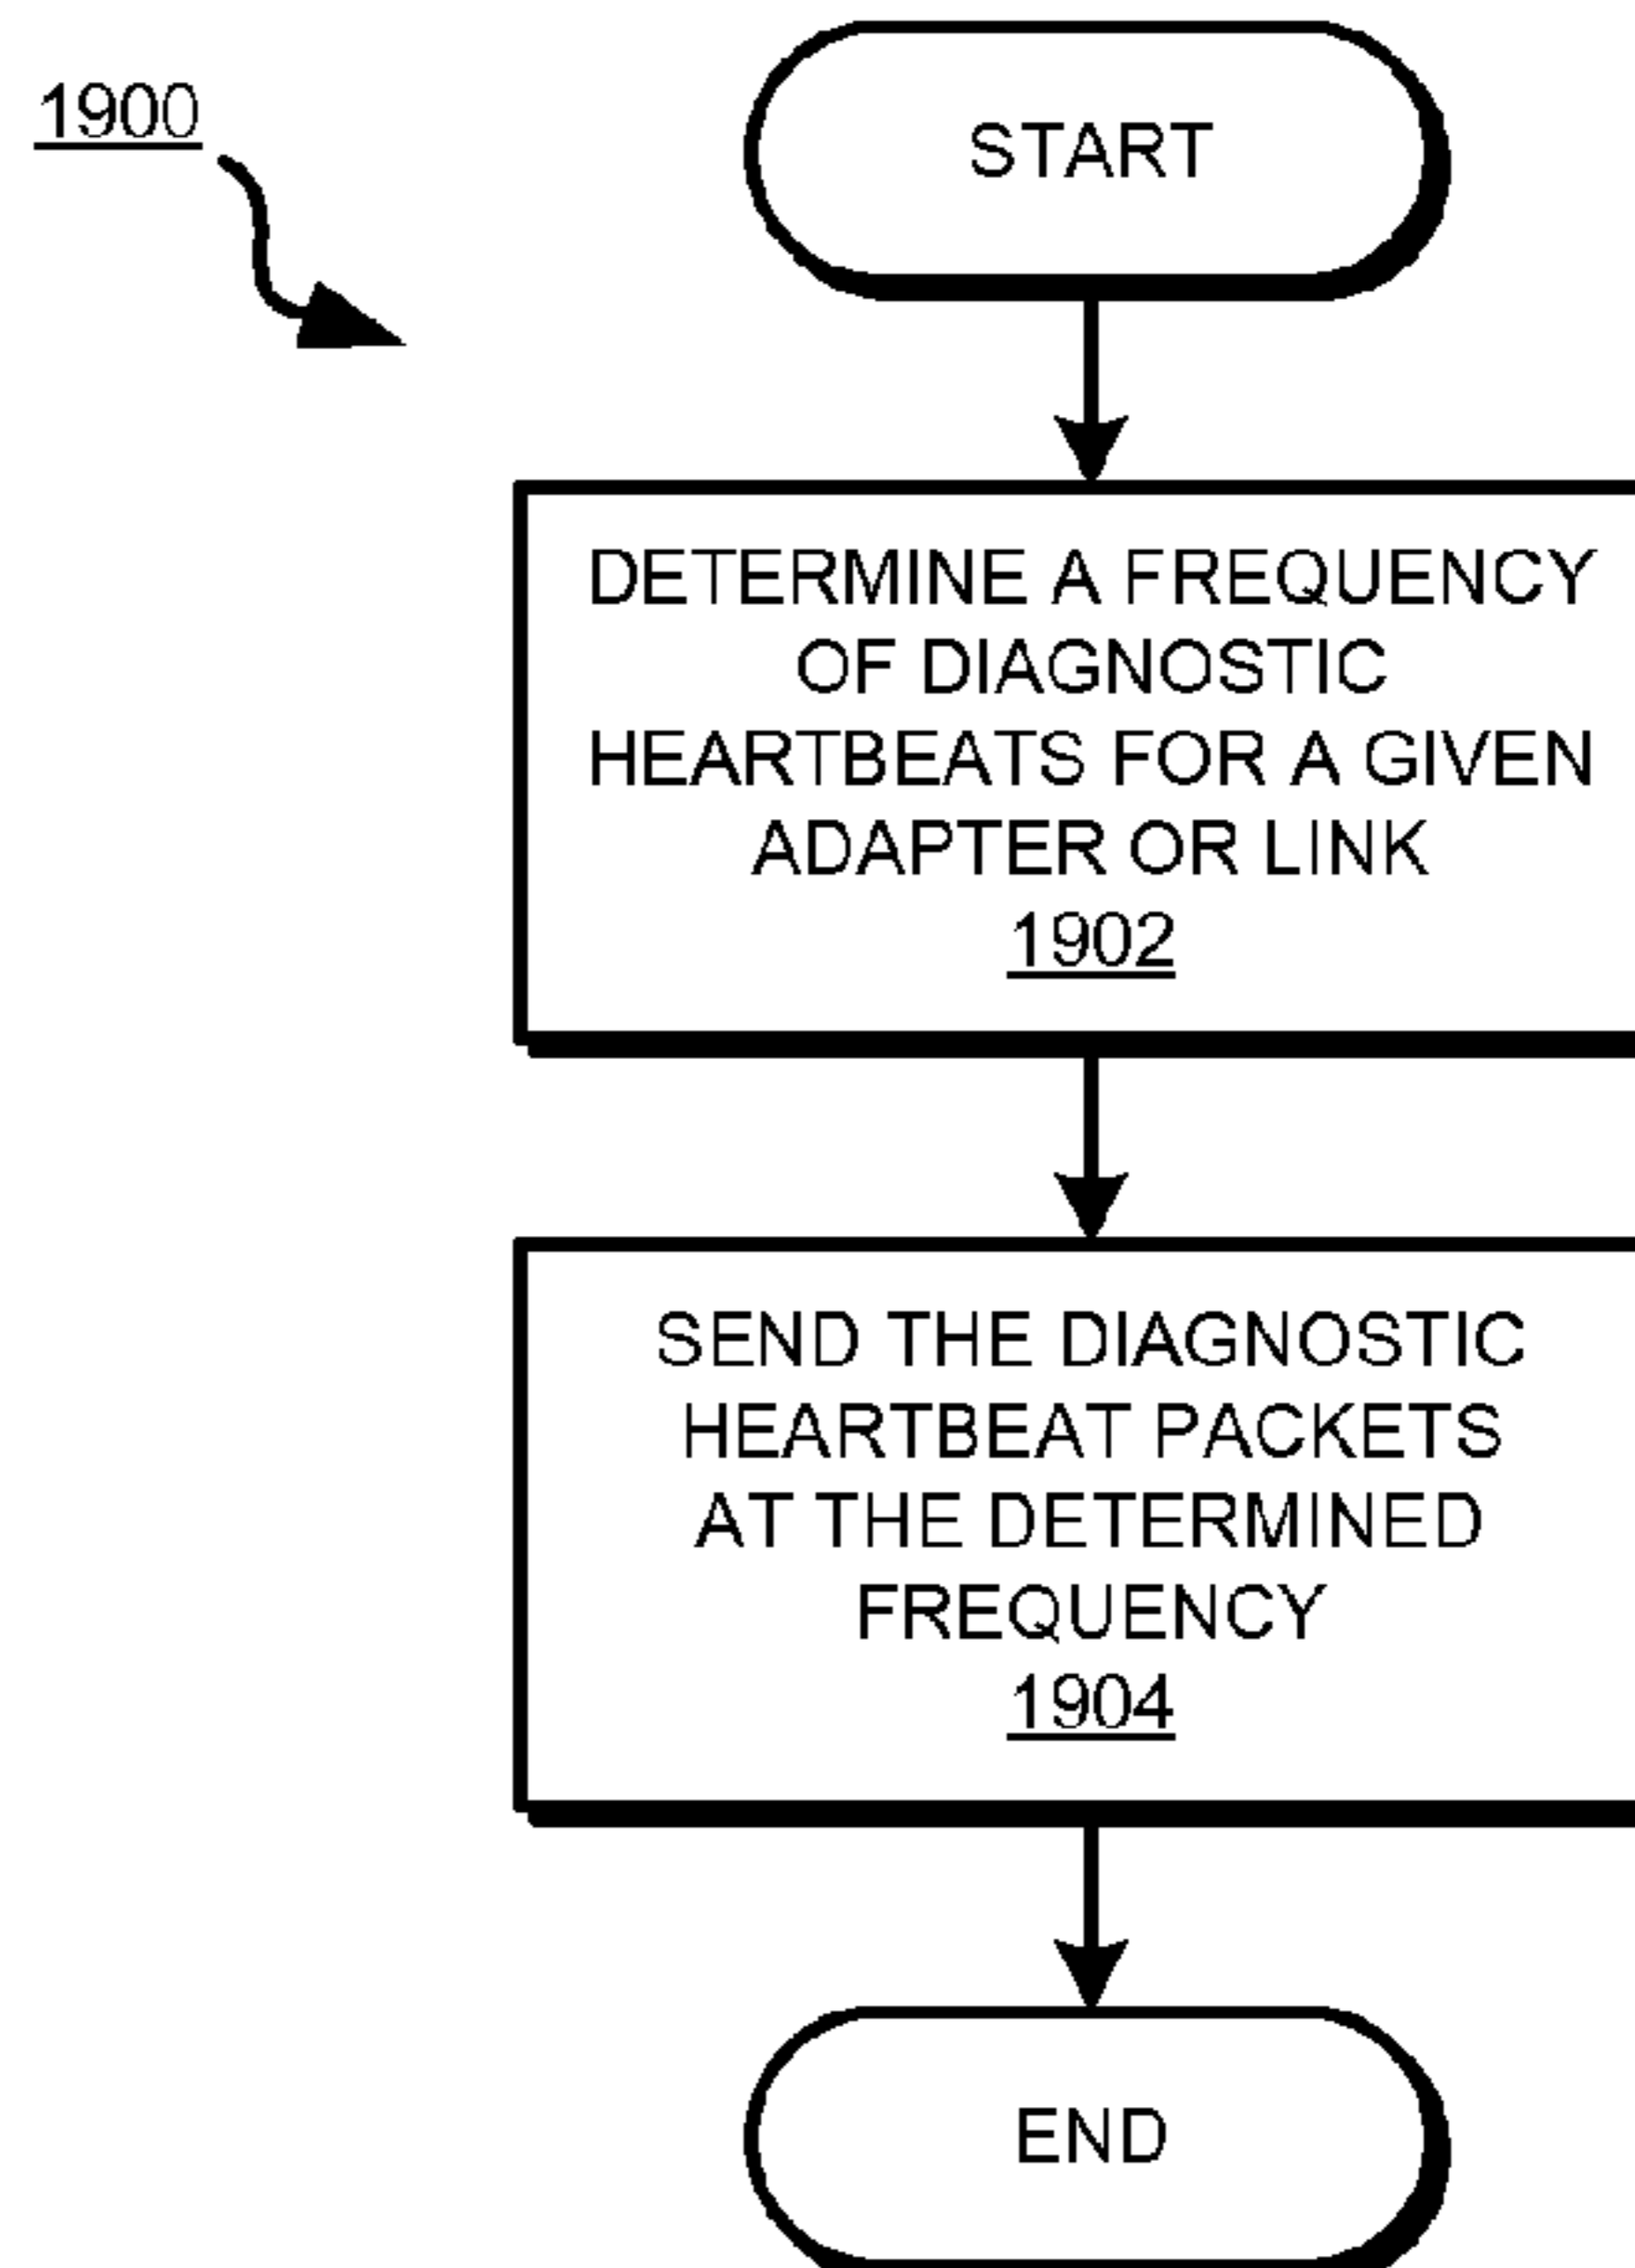 1900
START
DETERMINE A FREQUENCY
OF DIAGNOSTIC
HEARTBEATS FOR A GIVEN
ADAPTER OR LINK
1902
SEND THE DIAGNOSTIC
HEARTBEAT PACKETS
AT THE DETERMINED
FREQUENCY
1904
END